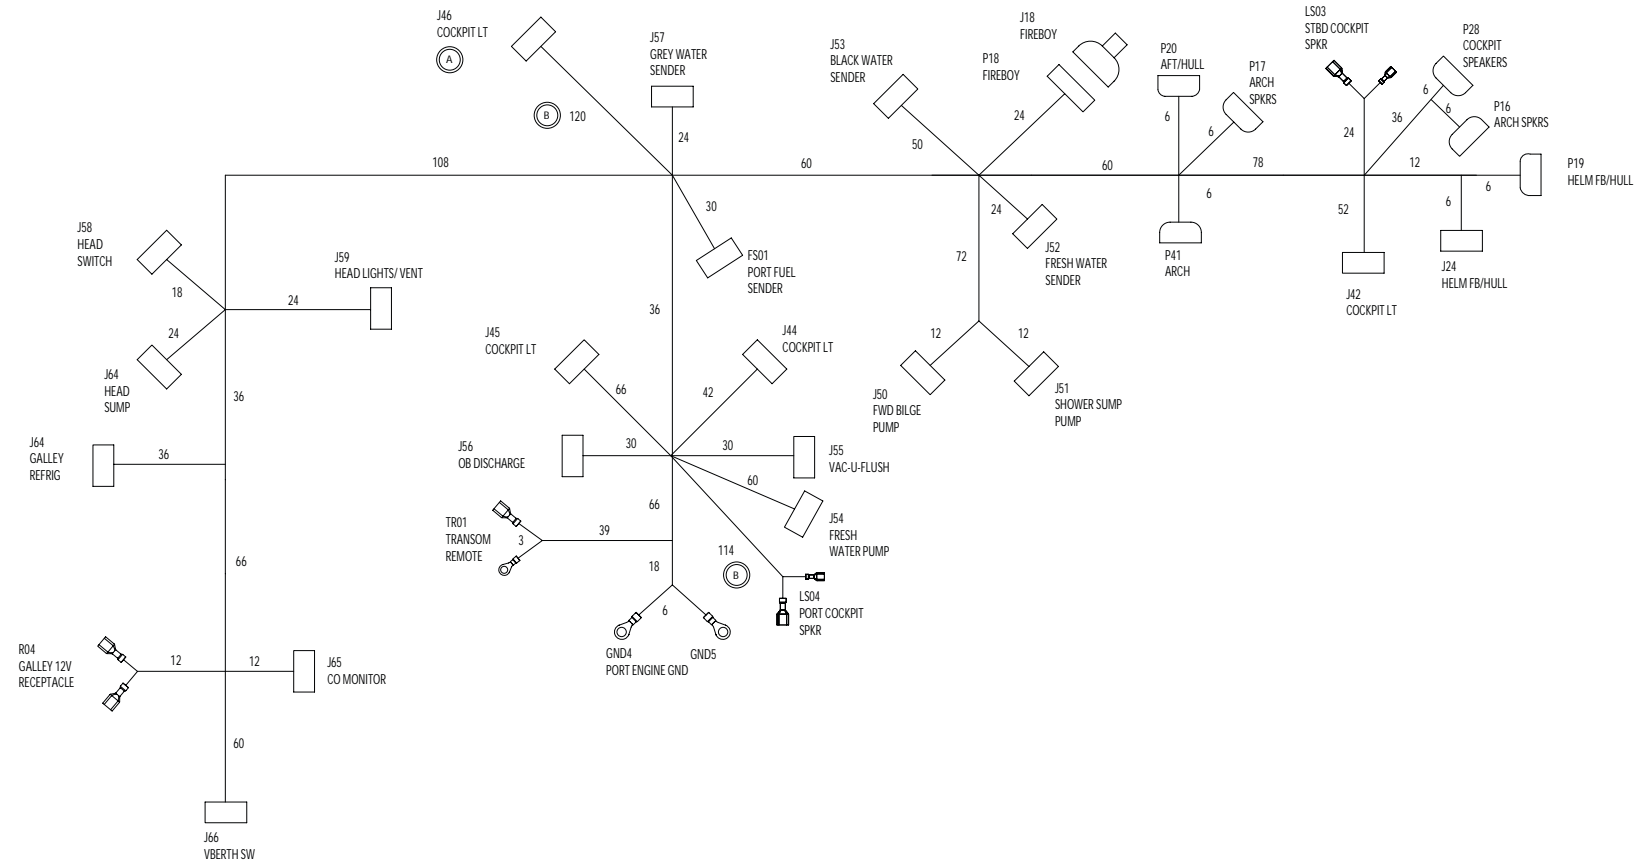 J46
COCKPIT LT
A
B
120
J57
GREY WATER
SENDER
24
J53
BLACK WATER
SENDER
50
J18
FIREBOY
P18
FIREBOY
24
P20
AFT/HULL
6
P17
ARCH
SPKRS
6
LS03
STBD COCKPIT
SPKR
24
P28
COCKPIT
SPEAKERS
6
6
36
P16
ARCH SPKRS
108
60
60
78
12
6
P19
HELM FB/HULL
30
FS01
PORT FUEL
SENDER
24
J52
FRESH WATER
SENDER
6
P41
ARCH
52
J42
COCKPIT LT
6
J24
HELM FB/HULL
J58
HEAD
SWITCH
18
J59
HEAD LIGHTS/ VENT
24
24
J64
HEAD
SUMP
36
72
12
12
J50
FWD BILGE
PUMP
J51
SHOWER SUMP
PUMP
36
J45
COCKPIT LT
66
J44
COCKPIT LT
42
J64
GALLEY
REFRIG
36
J56
OB DISCHARGE
30
30
J55
VAC-U-FLUSH
60
J54
FRESH
WATER PUMP
66
TR01
TRANSOM
REMOTE
3
39
18
114
B
LS04
PORT COCKPIT
SPKR
6
GND4
PORT ENGINE GND
GND5
66
R04
GALLEY 12V
RECEPTACLE
12
12
J65
CO MONITOR
60
J66
VBERTH SW